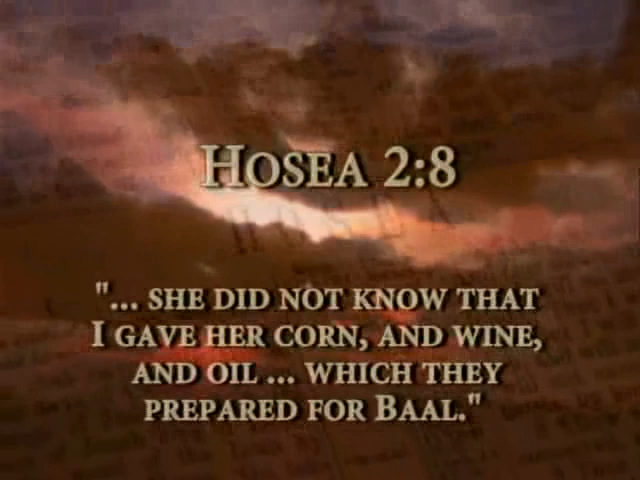 Hosea 2:8
"... she did not know that
I gave her corn, and wine,
and oil ... which they
prepared for Baal."